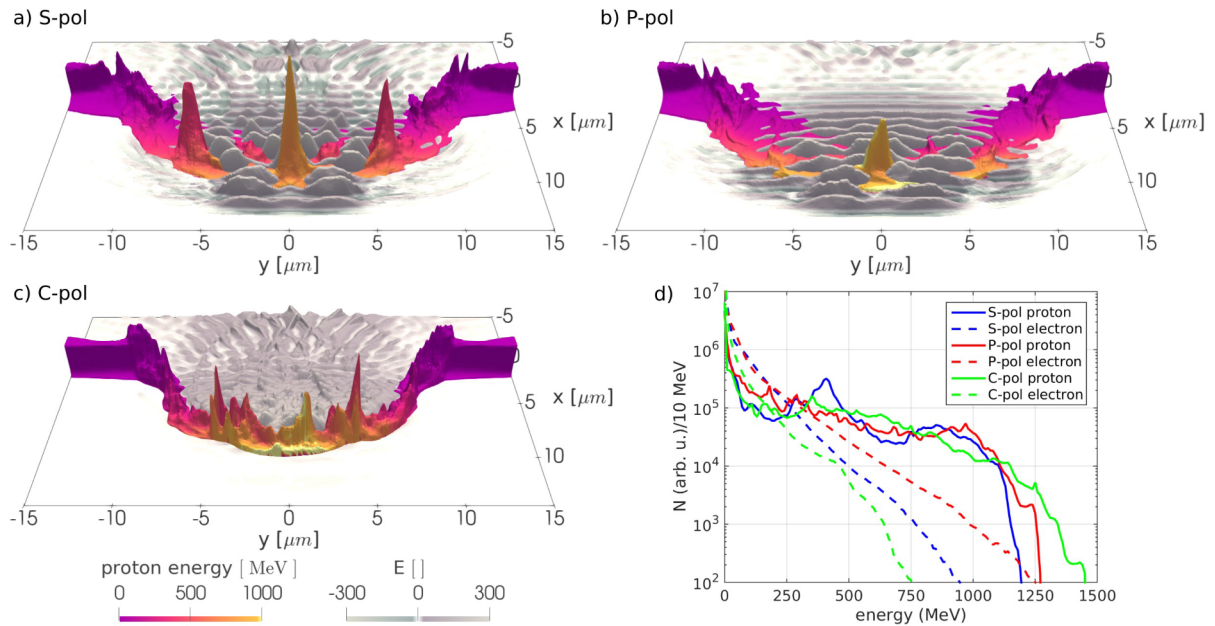 a) S-pol
-5
0
5
10
x [μm]
-15 -10 -5 0 5 10 15
y [μm]
b) P-pol
-5
0
5
10
x [μm]
-15 -10 -5 0 5 10 15
y [μm]
c) C-pol
-5
0
5
10
x [μm]
-15 -10 -5 0 5 10 15
y [μm]
proton energy [ MeV ]
0 500 1000
E []
-300 0 300
d)
10^7
10^6
10^5
10^4
10^3
10^2
N (arb. u.)/10 MeV
S-pol proton
S-pol electron
P-pol proton
P-pol electron
C-pol proton
C-pol electron
0 250 500 750 1000 1250 1500
energy (MeV)